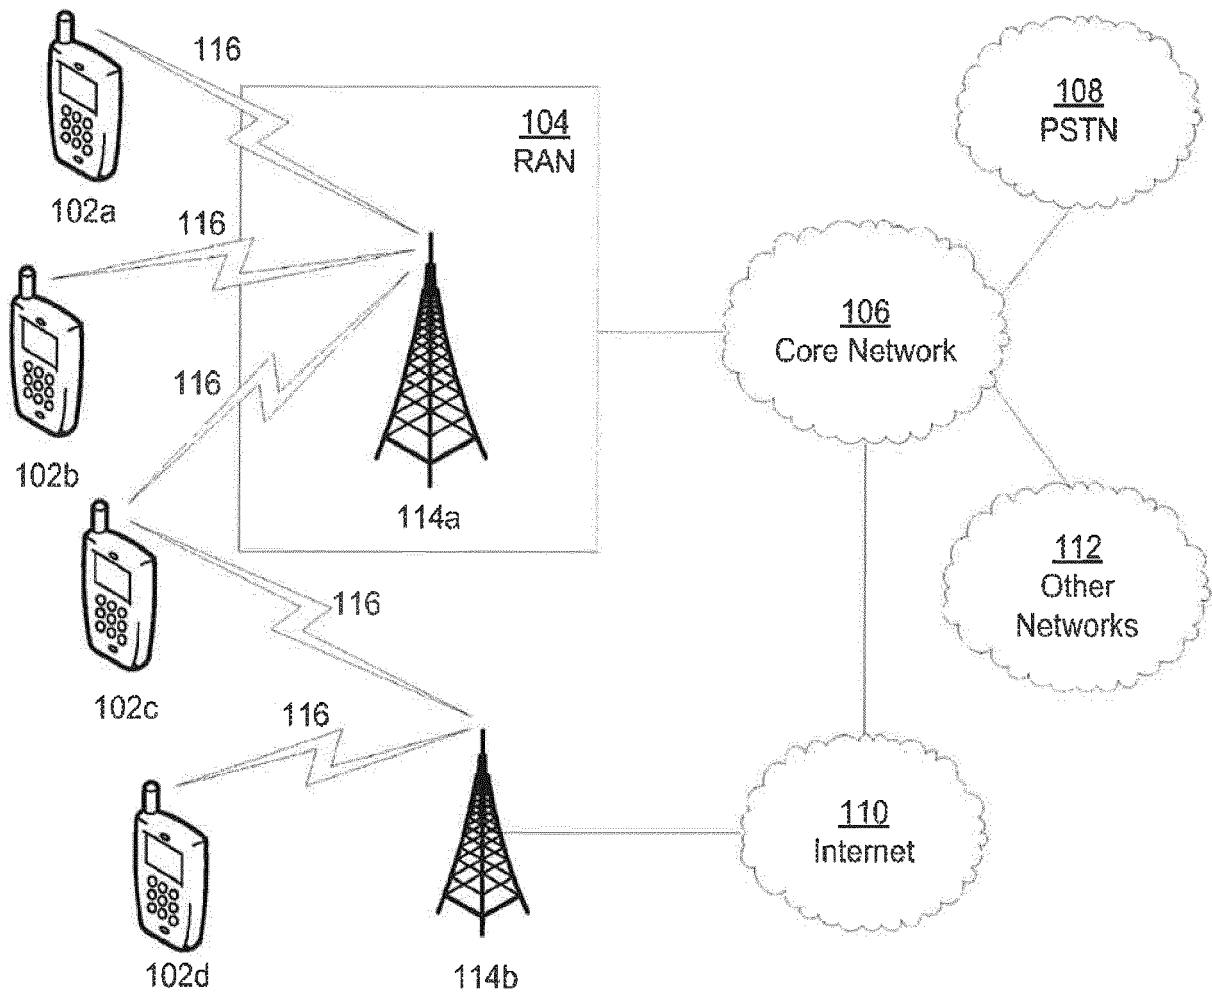 116
104
RAN
108
PSTN
102a
116
106
Core Network
116
102b
114a
112
Other
Networks
116
102c
116
110
Internet
102d
114b